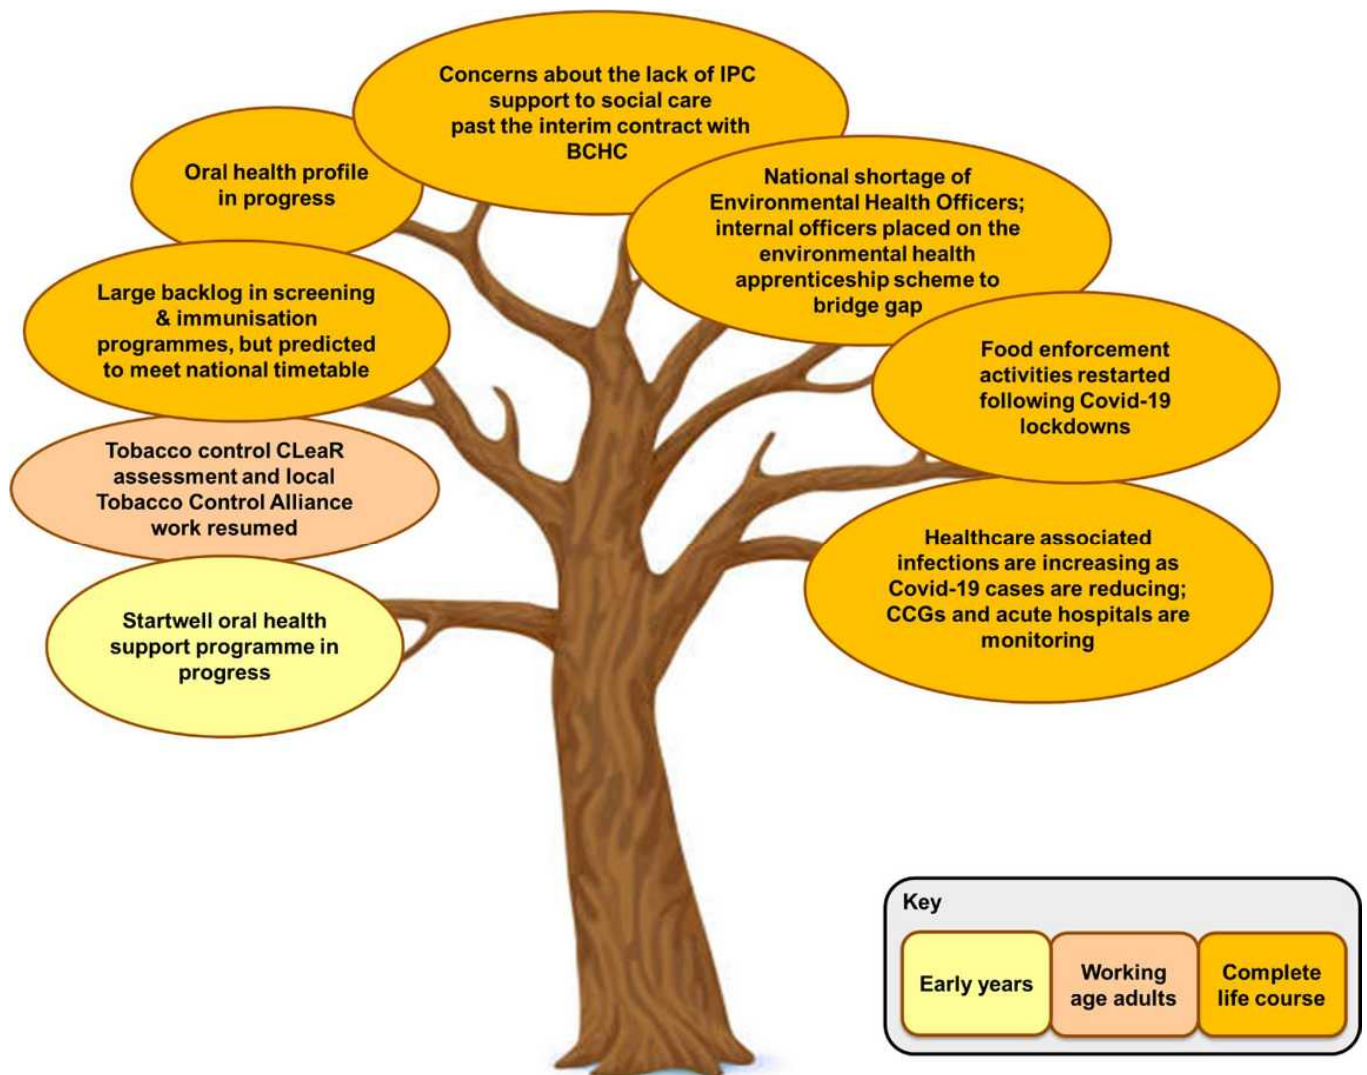 Concerns about the lack of IPC
support to social care
past the interim contract with
BCHC
Oral health profile
in progress
National shortage of
Environmental Health Officers;
internal officers placed on the
environmental health
apprenticeship scheme to
bridge gap
Large backlog in screening
& immunisation
programmes, but predicted
to meet national timetable
Food enforcement
activities restarted
following Covid-19
lockdowns
Tobacco control CLeaR
assessment and local
Tobacco Control Alliance
work resumed
Healthcare associated
infections are increasing as
Covid-19 cases are reducing;
CCGs and acute hospitals are
monitoring
Startwell oral health
support programme in
progress
Key
Early years
Working
age adults
Complete
life course